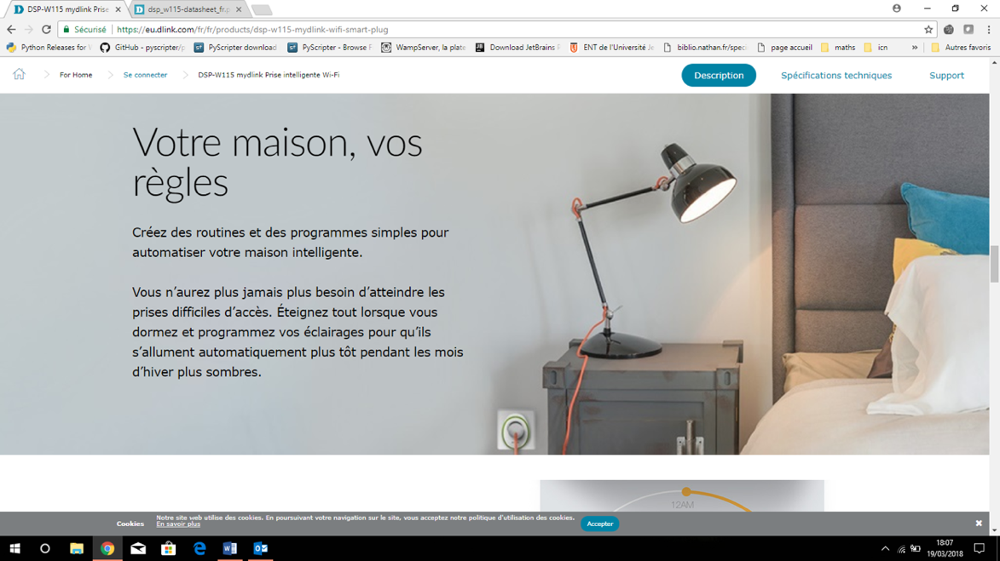 DSP-W115 mydlink Prise
dsp_w115-datasheet_fr.p
Sécurisé
https://eu.dlink.com/fr/fr/products/dsp-w115-mydlink-wifi-smart-plug
Python Releases for
GitHub - pyscripter/p
PyScripter download
PyScripter - Browse F
WampServer, la plate
Download JetBrains
ENT de l'Université
biblio.nathan.fr/speci
page accueil
maths
icn
»
Autres favoris
For Home
Se connecter
DSP-W115 mydlink Prise intelligente Wi-Fi
Description
Spécifications techniques
Support
Votre maison, vos
règles
Créez des routines et des programmes simples pour
automatiser votre maison intelligente.
Vous n’aurez plus jamais plus besoin d’atteindre les
prises difficiles d’accès. Éteignez tout lorsque vous
dormez et programmez vos éclairages pour qu’ils
s’allument automatiquement plus tôt pendant les mois
d’hiver plus sombres.
12AM
Cookies
Notre site web utilise des cookies. En poursuivant votre navigation sur le site, vous acceptez notre politique d'utilisation des cookies.
En savoir plus
Accepter
18:07
19/03/2018